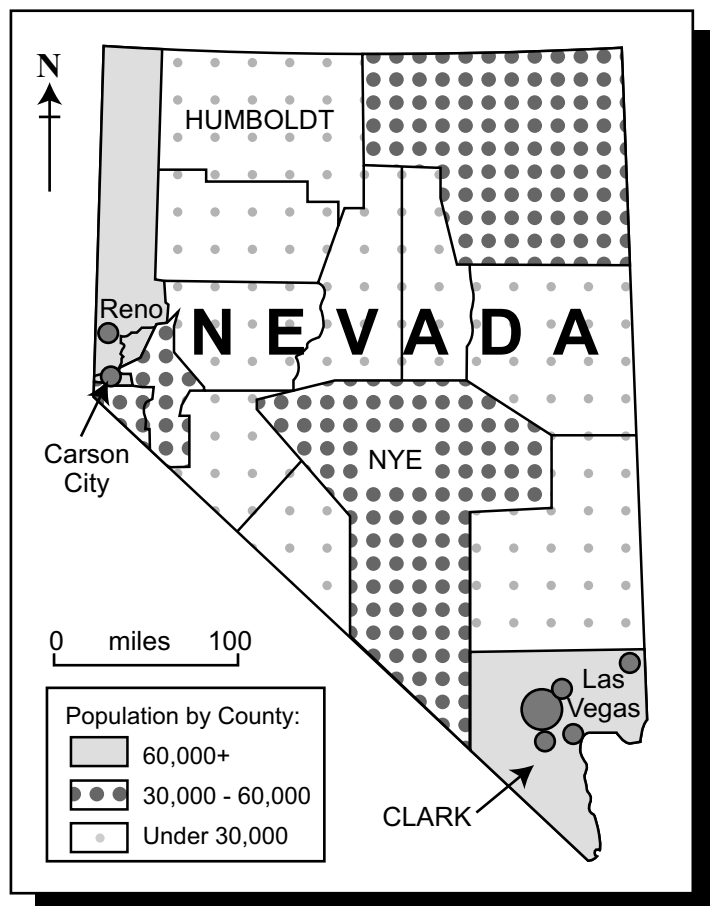 N
HUMBOLDT
Reno
NEVADA
Carson
City
NYE
0 miles 100
Las
Vegas
CLARK
Population by County:
60,000+
30,000 - 60,000
Under 30,000